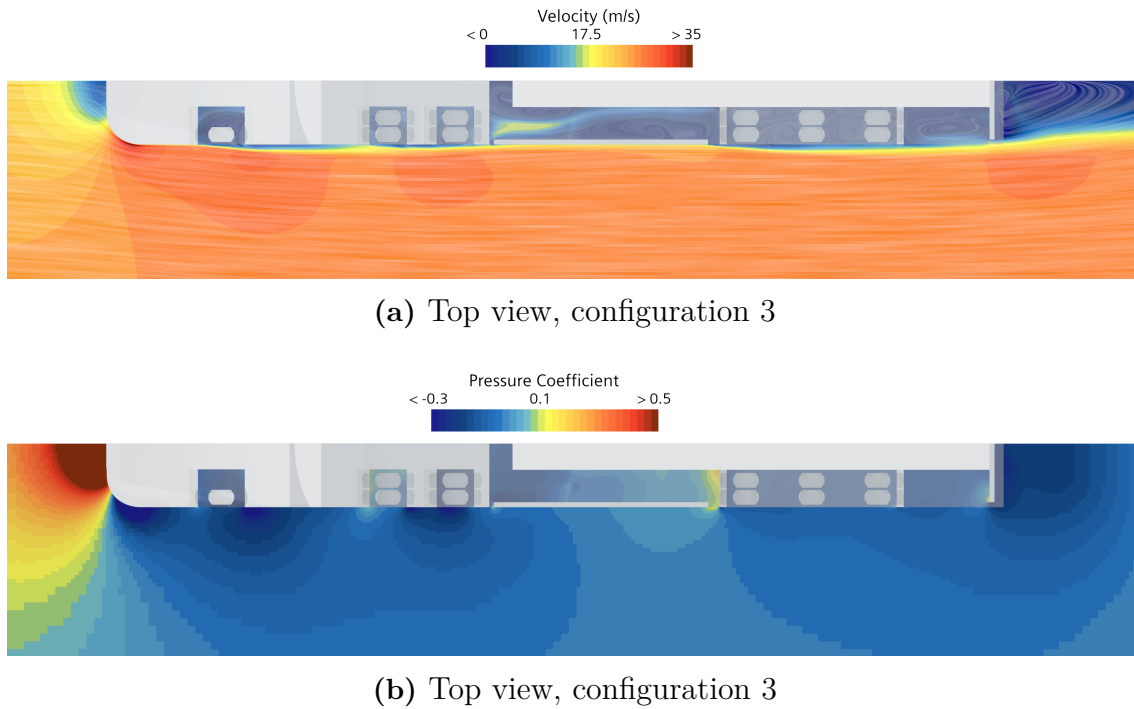 Velocity (m/s)
< 0 17.5 > 35
(a) Top view, configuration 3
Pressure Coefficient
< -0.3 0.1 > 0.5
(b) Top view, configuration 3